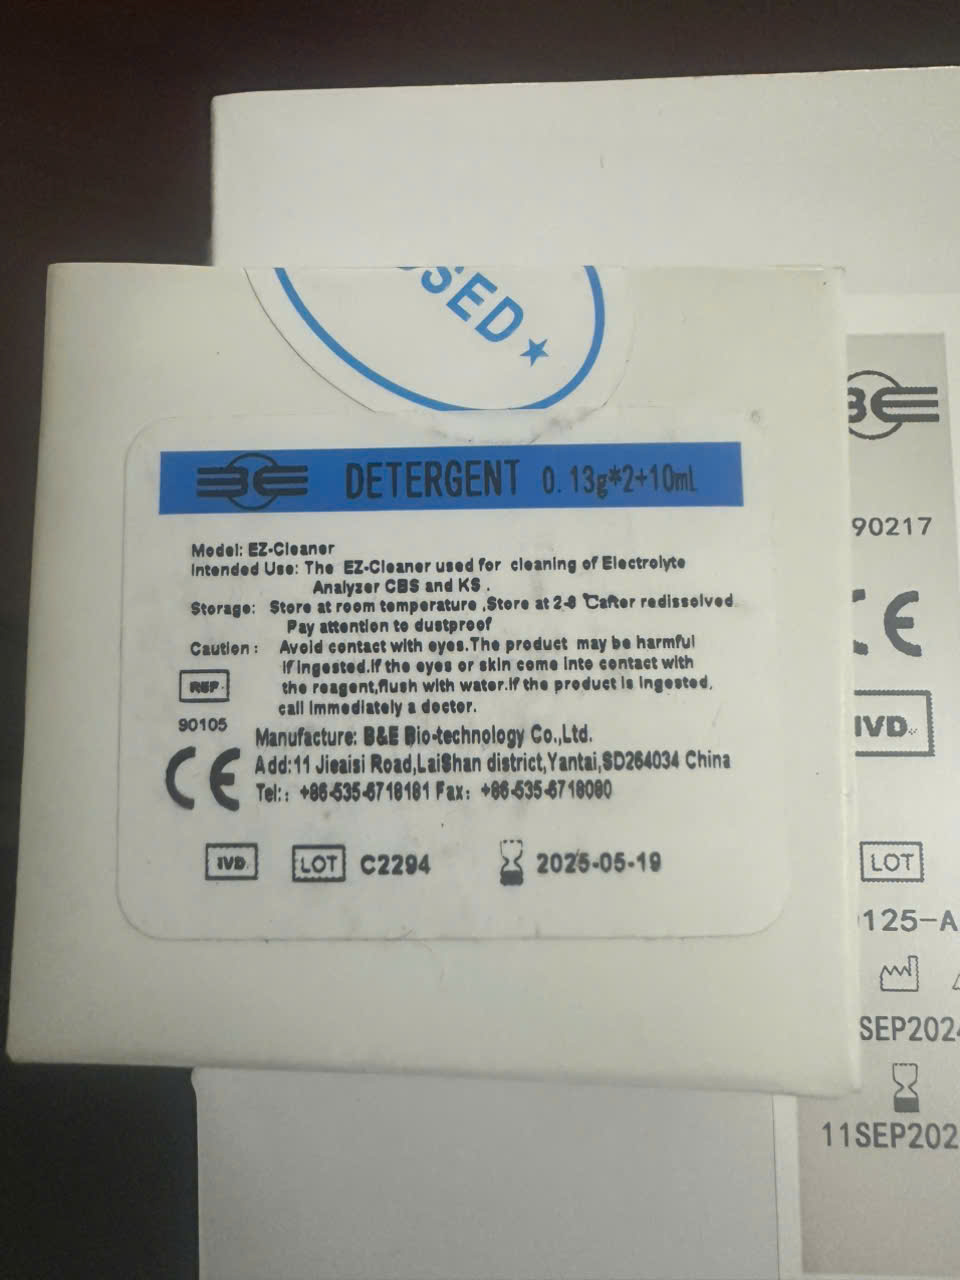 SED
BE DETERGENT 0.13g*2+10mL
Model: EZ-Cleaner
Intended Use: The EZ-Cleaner used for cleaning of Electrolyte
Analyzer CBS and KS .
Storage: Store at room temperature ,Store at 2-8 ℃after redissolved
Pay attention to dustproof
Caution : Avoid contact with eyes.The product may be harmful
if ingested.If the eyes or skin come into contact with
the reagent,flush with water.If the product is ingested,
call immediately a doctor.
REF
90105
Manufacture: B&E Bio-technology Co.,Ltd.
Add:11 Jieaisi Road,LaiShan district,Yantai,SD264034 China
CE
Tel:: +86-535-6718181 Fax: +86-535-6718080
IVD LOT C2294 2025-05-19
BE
90217
CE
IVD
LOT
125-A
SEP202
11SEP202